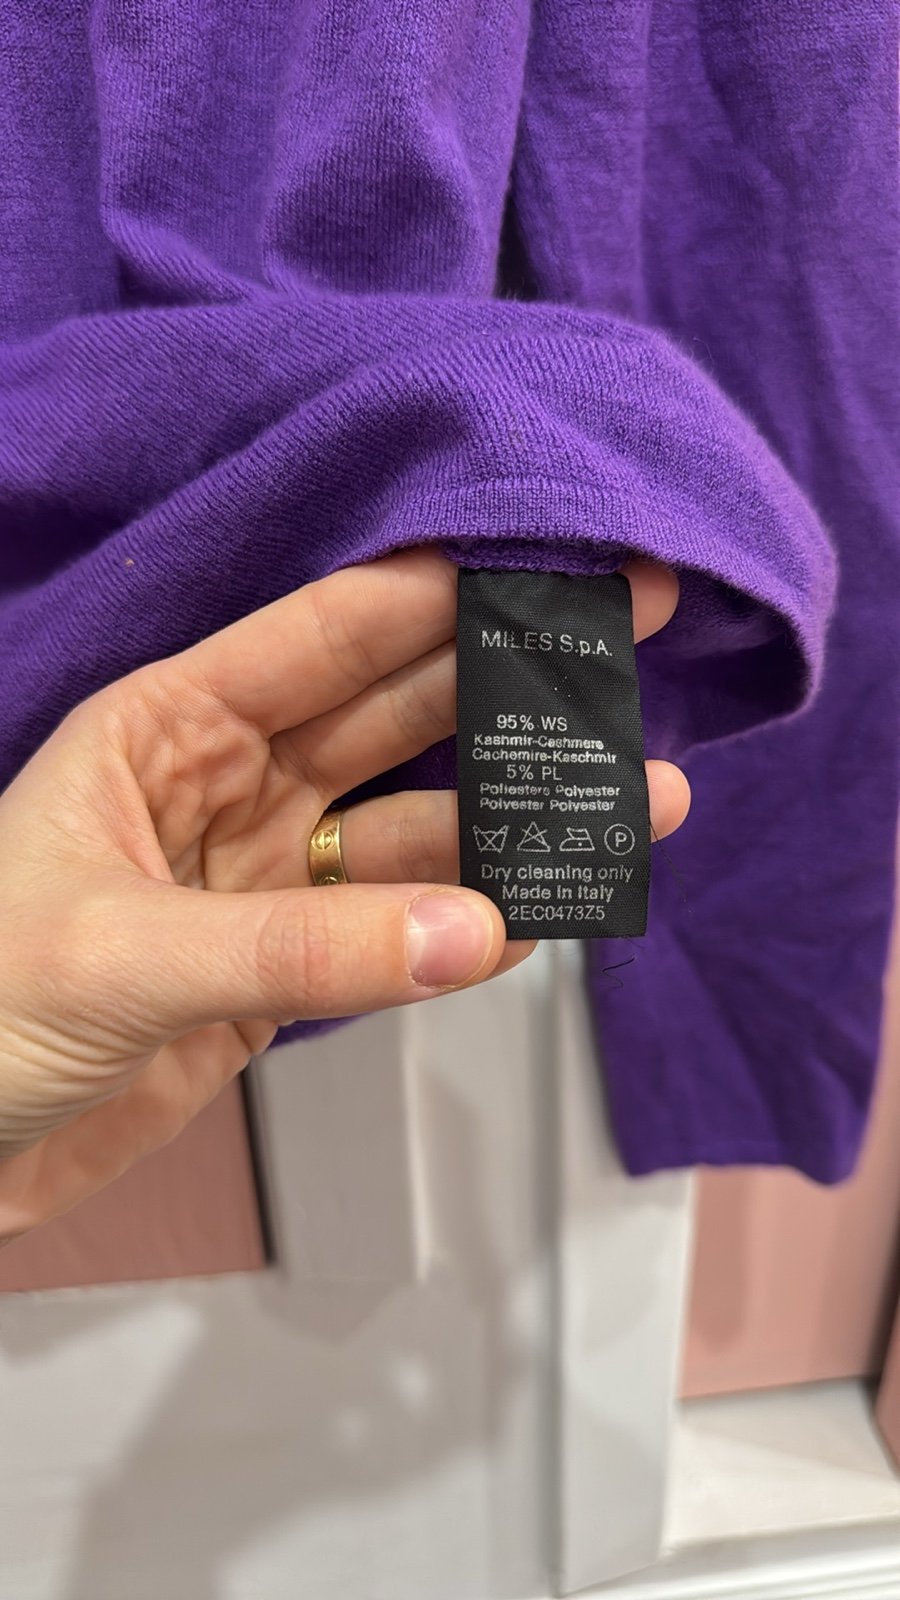 MILES S.p.A.
95% WS
Kashmir-Cashmere
Cachemire-Kaschmir
5% PL
Poliestere Polyester
Polyester Polyester
P
Dry cleaning only
Made in Italy
2EC0473Z5